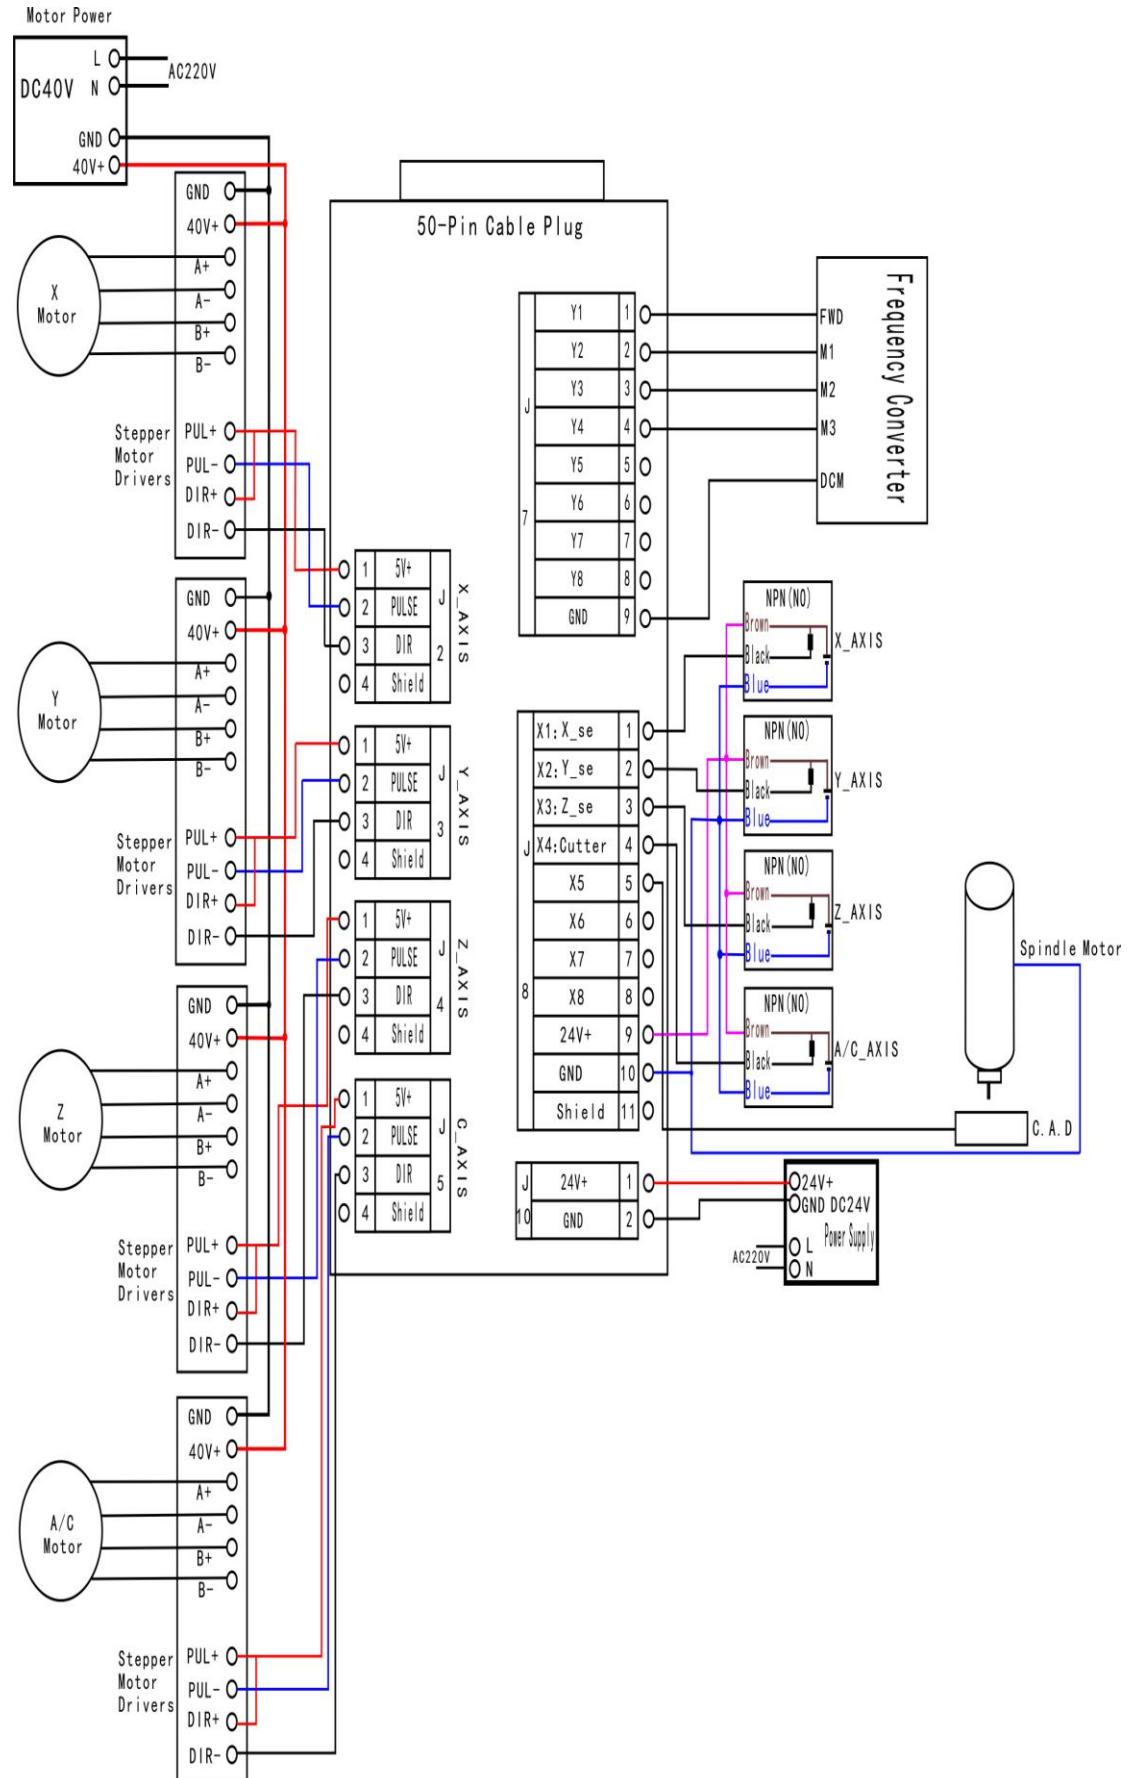 Motor Power
L
AC220V
DC40V N
GND
40V+
GND
40V+
A+
X
Motor
A-
B+
B-
Stepper
Motor
Drivers
PUL+
PUL-
DIR+
DIR-
GND
40V+
A+
Y
Motor
A-
B+
B-
Stepper
Motor
Drivers
PUL+
PUL-
DIR+
DIR-
GND
40V+
A+
Z
Motor
A-
B+
B-
Stepper
Motor
Drivers
PUL+
PUL-
DIR+
DIR-
GND
40V+
A+
A/C
Motor
A-
B+
B-
Stepper
Motor
Drivers
PUL+
PUL-
DIR+
DIR-
50-Pin Cable Plug
1 5V+
2 PULSE
3 DIR
4 Shield
J
2
X_AXIS
1 5V+
2 PULSE
3 DIR
4 Shield
J
3
Y_AXIS
1 5V+
2 PULSE
3 DIR
4 Shield
J
4
Z_AXIS
1 5V+
2 PULSE
3 DIR
4 Shield
J
5
C_AXIS
J
7
Y1 1
Y2 2
Y3 3
Y4 4
Y5 5
Y6 6
Y7 7
Y8 8
GND 9
J
8
X1:X_se 1
X2:Y_se 2
X3:Z_se 3
X4:Cutter 4
X5 5
X6 6
X7 7
X8 8
24V+ 9
GND 10
Shield 11
J
10
24V+ 1
GND 2
FWD
M1
M2
M3
DCM
Frequency Converter
NPN(NO)
Brown
Black
Blue
X_AXIS
NPN(NO)
Brown
Black
Blue
Y_AXIS
NPN(NO)
Brown
Black
Blue
Z_AXIS
NPN(NO)
Brown
Black
Blue
A/C_AXIS
Spindle Motor
C.A.D
24V+
GND DC24V
Power Supply
L
AC220V
N